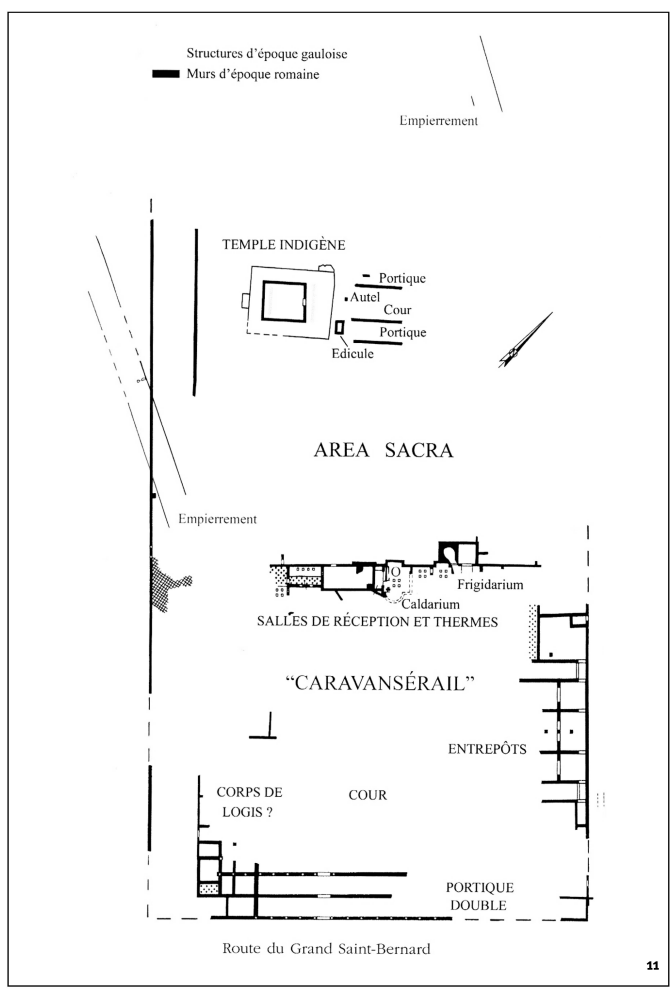 Structures d'époque gauloise
Murs d'époque romaine
Empierrement
TEMPLE INDIGÈNE
Portique
Autel
Cour
Portique
Edicule
AREA SACRA
Empierrement
Frigidarium
Caldarium
SALLES DE RÉCEPTION ET THERMES
“CARAVANSÉRAIL”
ENTREPÔTS
CORPS DE
LOGIS ?
COUR
PORTIQUE
DOUBLE
Route du Grand Saint-Bernard
11